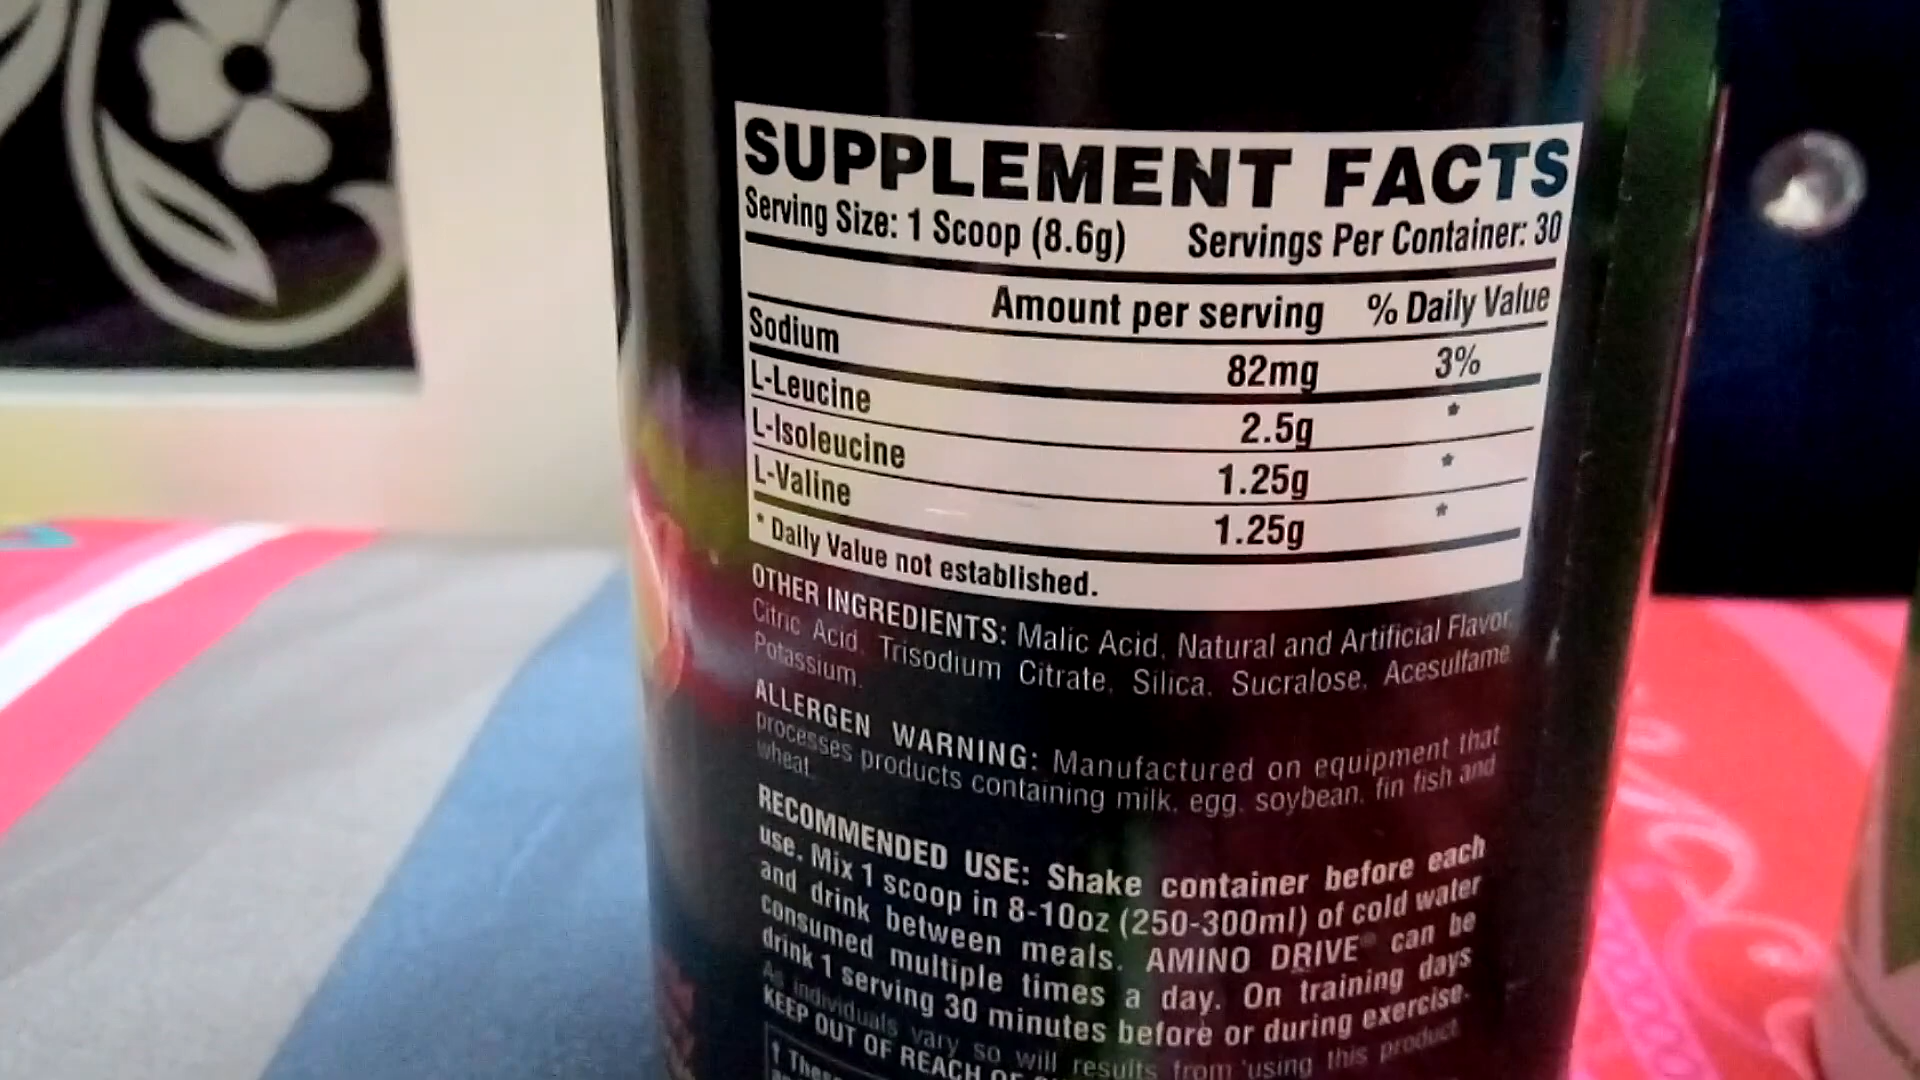 SUPPLEMENT FACTS
Serving Size: 1 Scoop (8.6g) Servings Per Container: 30
Amount per serving % Daily Value
Sodium 82mg 3%
L-Leucine 2.5g *
L-Isoleucine 1.25g *
L-Valine 1.25g *
* Daily Value not established.
OTHER INGREDIENTS: Malic Acid, Natural and Artificial Flavor,
Citric Acid, Trisodium Citrate, Silica, Sucralose, Acesulfame
Potassium.
ALLERGEN WARNING: Manufactured on equipment that
processes products containing milk, egg, soybean, fin fish and
wheat.
RECOMMENDED USE: Shake container before each
use. Mix 1 scoop in 8-10oz (250-300ml) of cold water
and drink between meals. AMINO DRIVE® can be
consumed multiple times a day. On training days
drink 1 serving 30 minutes before or during exercise.
As individuals vary so will results from using this product.
KEEP OUT OF REACH OF
† These